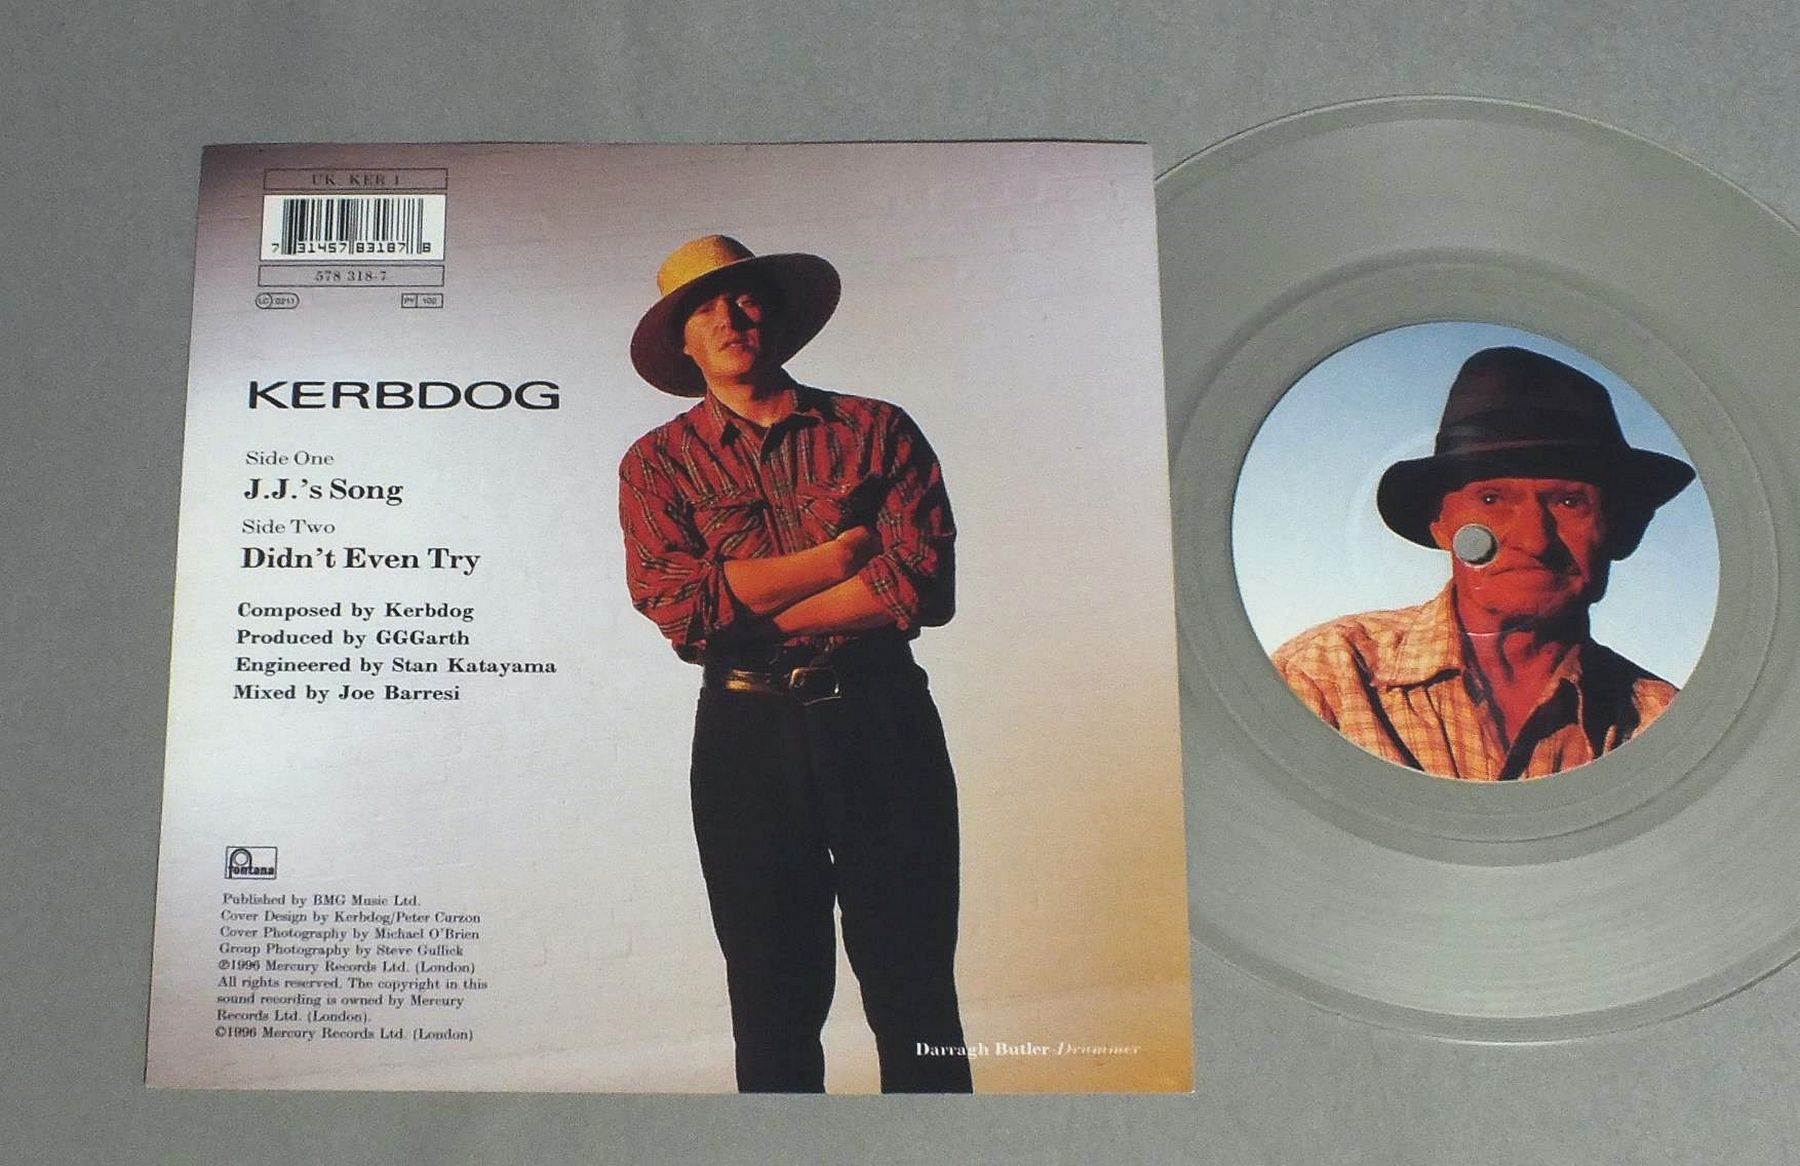 UK: KER 1
7 31457 83187 8
578 318-7
LC 0211
PY 102
KERBDOG
Side One
J.J.'s Song
Side Two
Didn't Even Try
Composed by Kerbdog
Produced by GGGarth
Engineered by Stan Katayama
Mixed by Joe Barresi
fontana
Published by BMG Music Ltd.
Cover Design by Kerbdog/Peter Curzon
Cover Photography by Michael O'Brien
Group Photography by Steve Gullick
℗1996 Mercury Records Ltd. (London)
All rights reserved. The copyright in this
sound recording is owned by Mercury
Records Ltd. (London).
©1996 Mercury Records Ltd. (London)
Darragh Butler-Drummer